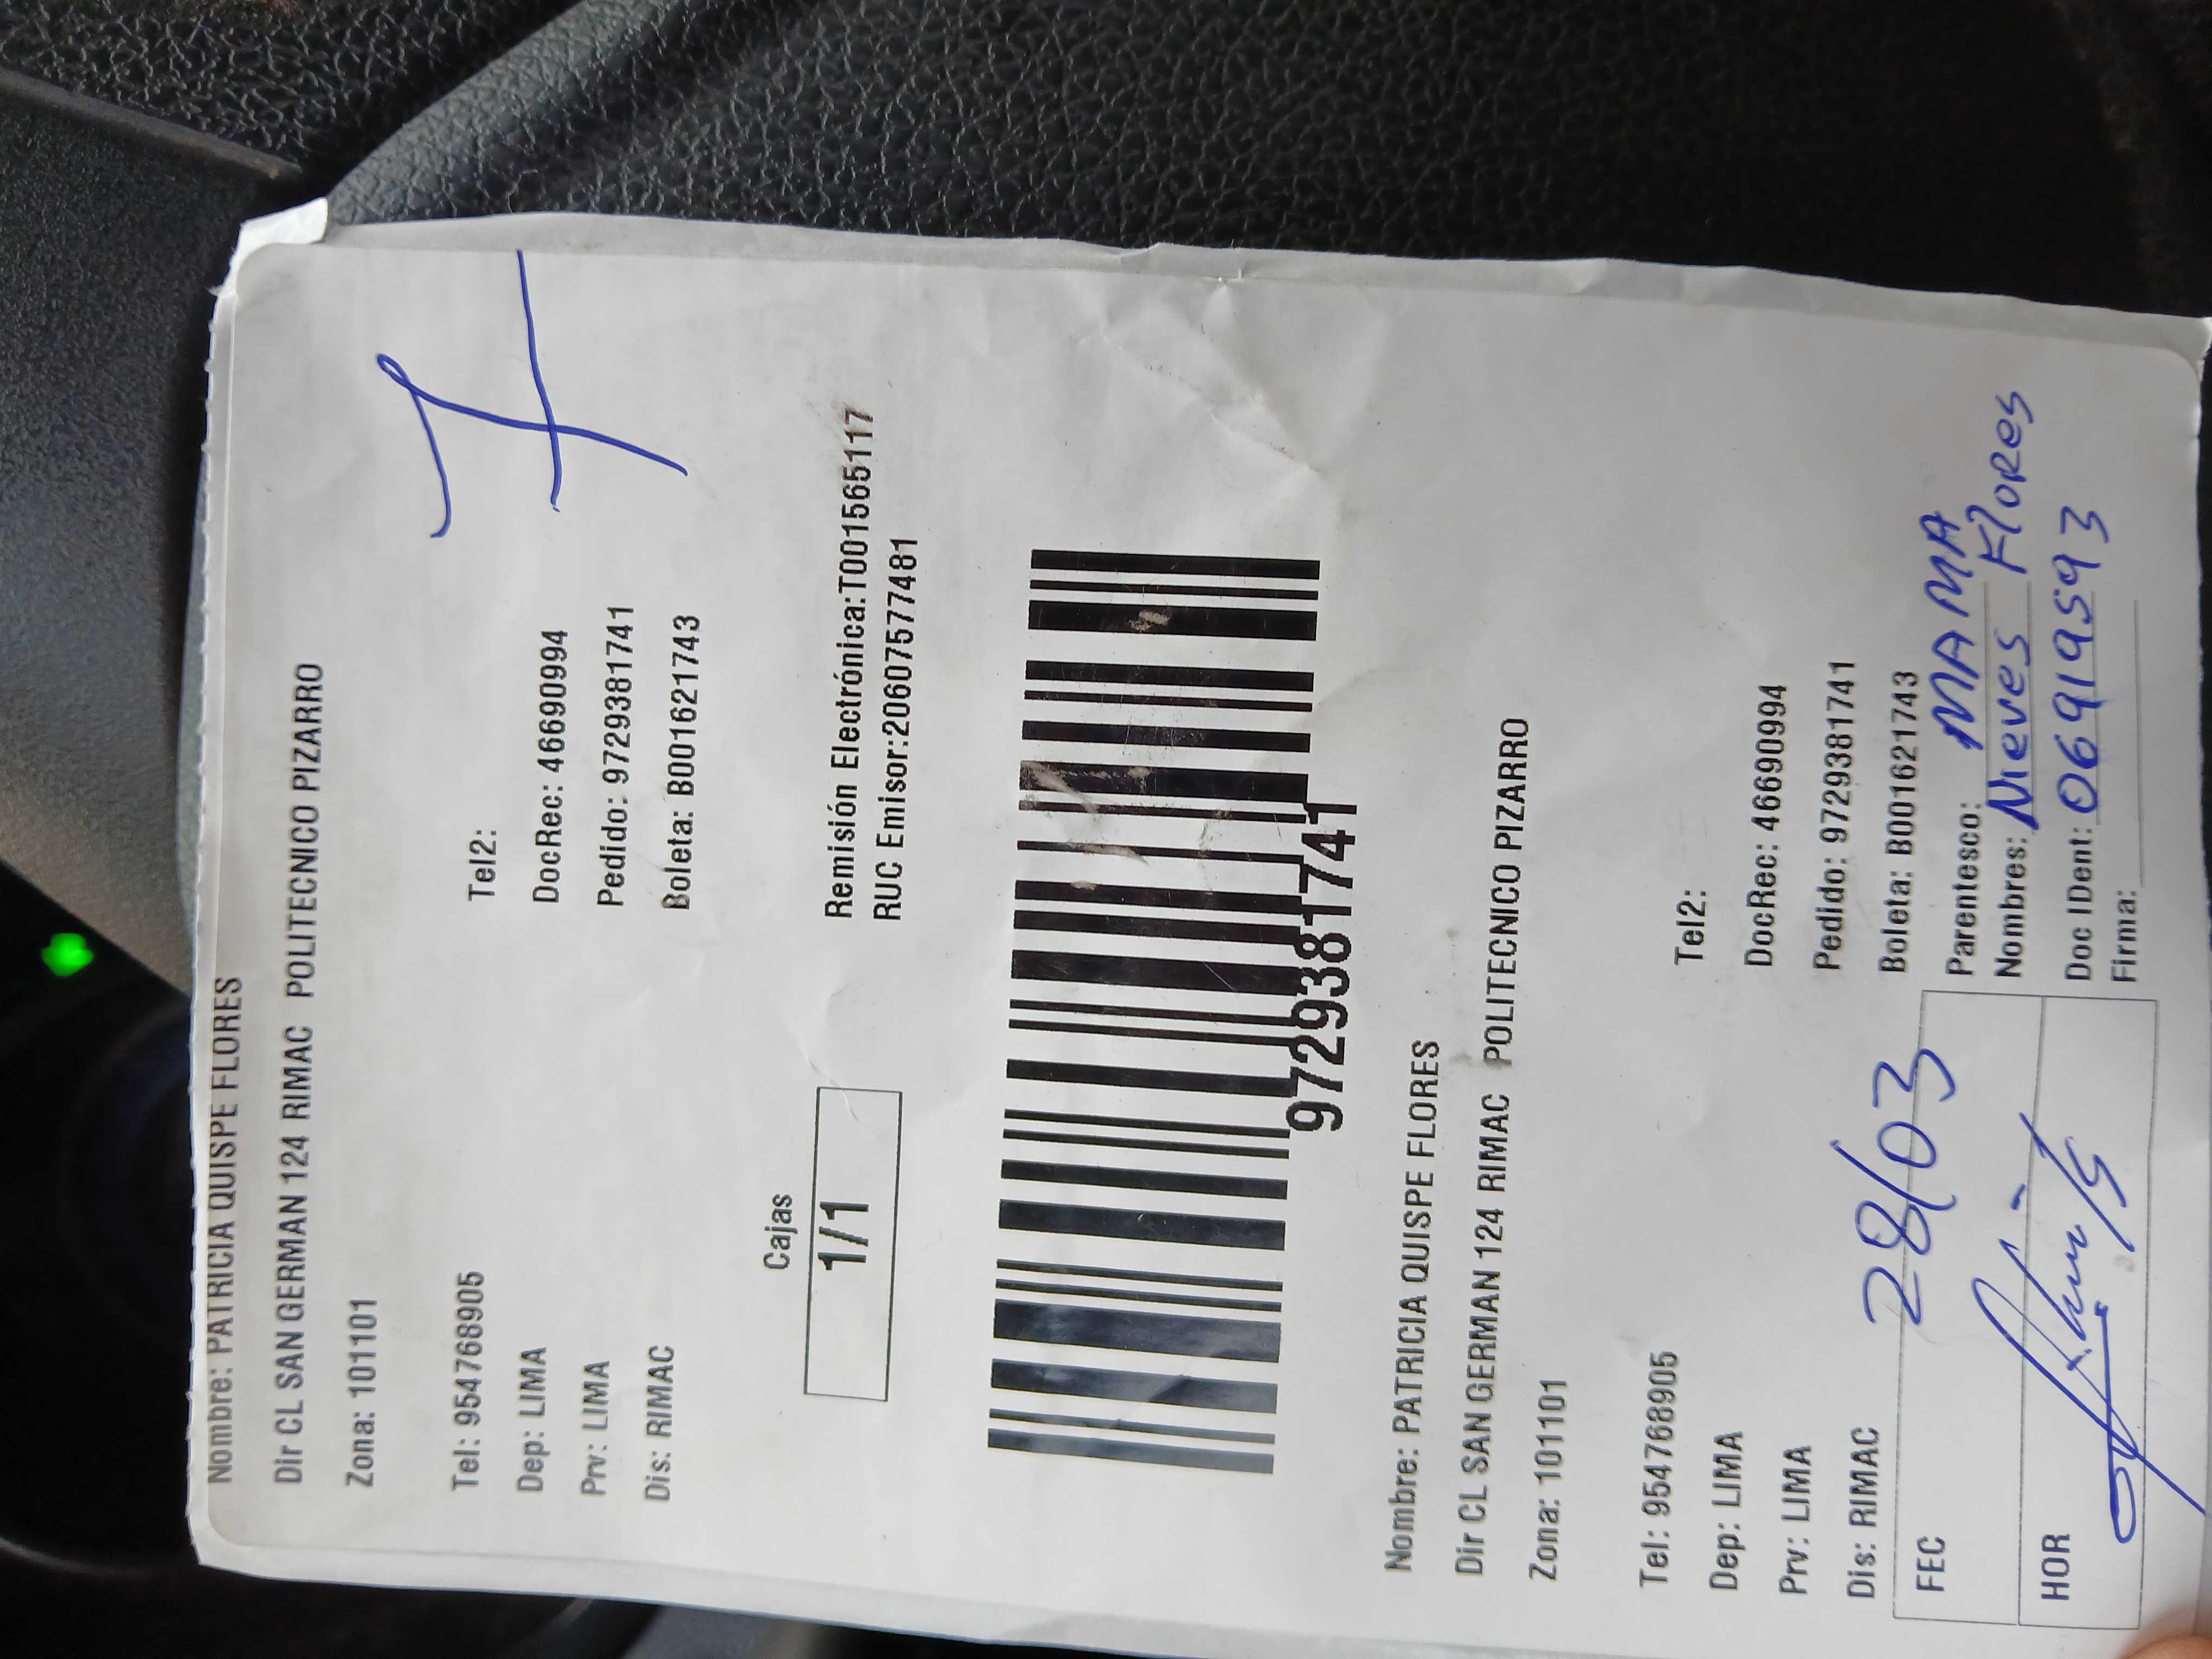 Nombre: PATRICIA QUISPE FLORES
Dir CL SAN GERMAN 124 RIMAC POLITECNICO PIZARRO
Zona: 101101
7
Tel: 954768905 Tel2:
Dep: LIMA DocRec: 46690994
Prv: LIMA Pedido: 9729381741
Dis: RIMAC Boleta: B001621743
Cajas
1/1
Remisión Electrónica:T001565117
RUC Emisor:20607577481
9729381741
Nombre: PATRICIA QUISPE FLORES
Dir CL SAN GERMAN 124 RIMAC POLITECNICO PIZARRO
Zona: 101101
Tel: 954768905 Tel2:
Dep: LIMA DocRec: 46690994
Prv: LIMA Pedido: 9729381741
Dis: RIMAC Boleta: B001621743
FEC 28/03
HOR
Parentesco: MAMA
Nombres: Nieves Flores
Doc IDent: 06919593
Firma: